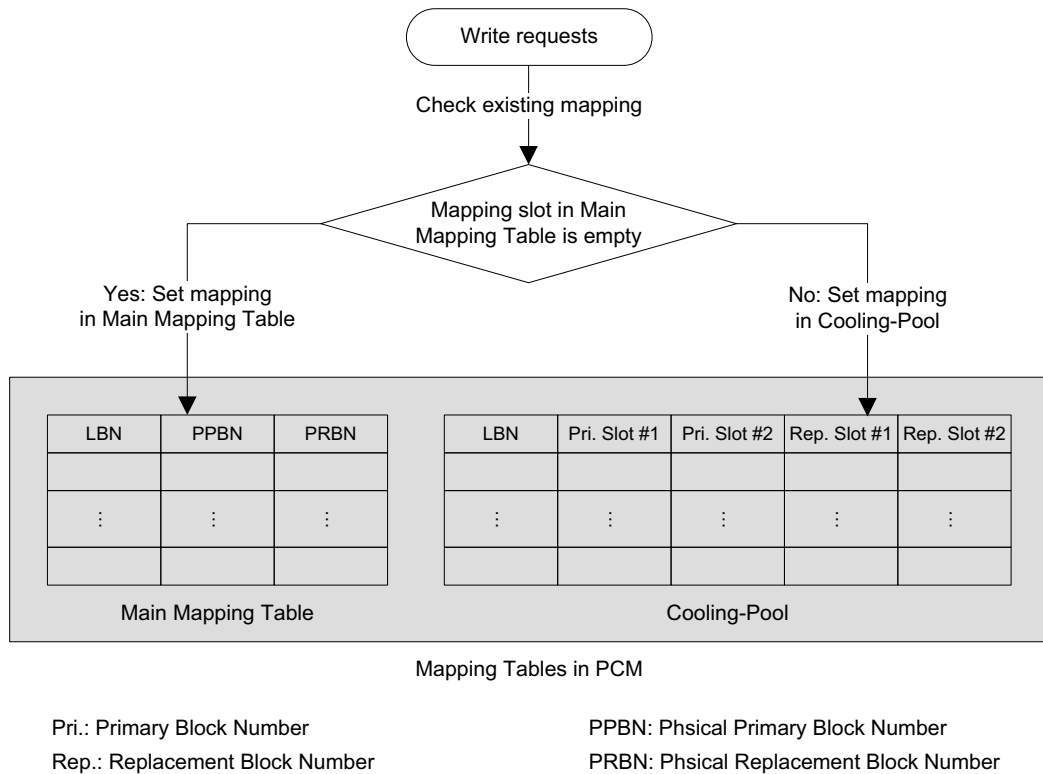 Write requests
Check existing mapping
Mapping slot in Main
Mapping Table is empty
Yes: Set mapping
in Main Mapping Table
No: Set mapping
in Cooling-Pool
LBN PPBN PRBN
LBN Pri. Slot #1 Pri. Slot #2 Rep. Slot #1 Rep. Slot #2
⋮ ⋮ ⋮
⋮ ⋮ ⋮ ⋮ ⋮
Main Mapping Table
Cooling-Pool
Mapping Tables in PCM
Pri.: Primary Block Number
Rep.: Replacement Block Number
PPBN: Phsical Primary Block Number
PRBN: Phsical Replacement Block Number